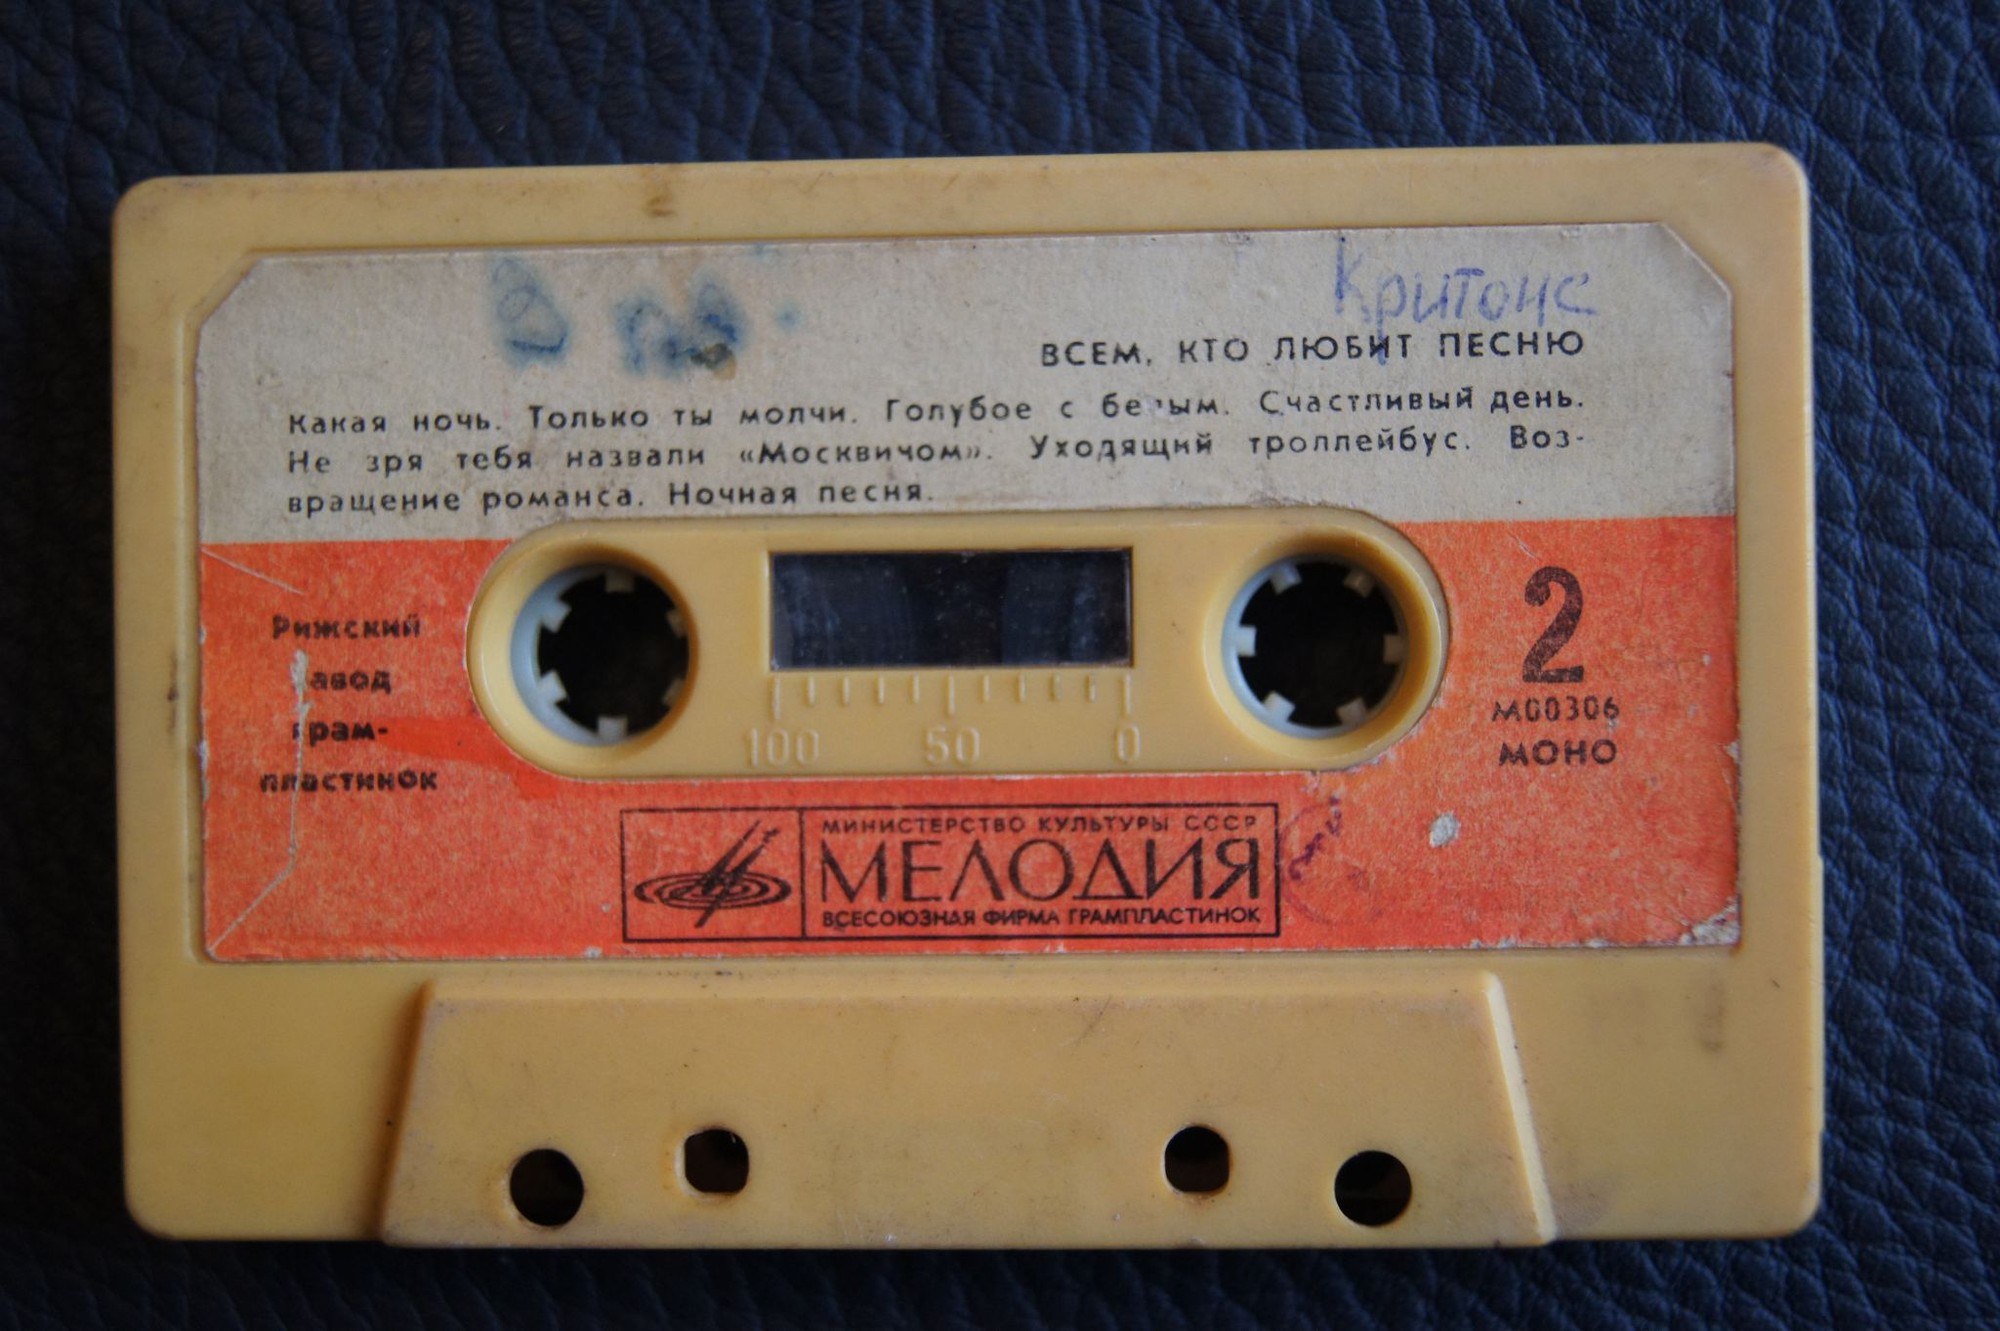 Критонс
ВСЕМ, КТО ЛЮБИТ ПЕСНЮ
Какая ночь. Только ты молчи. Голубое с белым. Счастливый день.
Не зря тебя назвали «Москвичом». Уходящий троллейбус. Воз-
вращение романса. Ночная песня.
Рижский
завод
грам-
пластинок
2
М00306
МОНО
100 50 0
МИНИСТЕРСТВО КУЛЬТУРЫ СССР
МЕЛОДИЯ
ВСЕСОЮЗНАЯ ФИРМА ГРАМПЛАСТИНОК